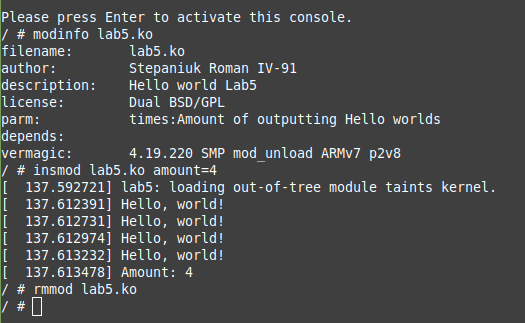 Please press Enter to activate this console.
/ # modinfo lab5.ko
filename:       lab5.ko
author:         Stepaniuk Roman IV-91
description:    Hello world Lab5
license:        Dual BSD/GPL
parm:           times:Amount of outputting Hello worlds
depends:
vermagic:       4.19.220 SMP mod_unload ARMv7 p2v8
/ # insmod lab5.ko amount=4
[  137.592721] lab5: loading out-of-tree module taints kernel.
[  137.612391] Hello, world!
[  137.612731] Hello, world!
[  137.612974] Hello, world!
[  137.613232] Hello, world!
[  137.613478] Amount: 4
/ # rmmod lab5.ko
/ #